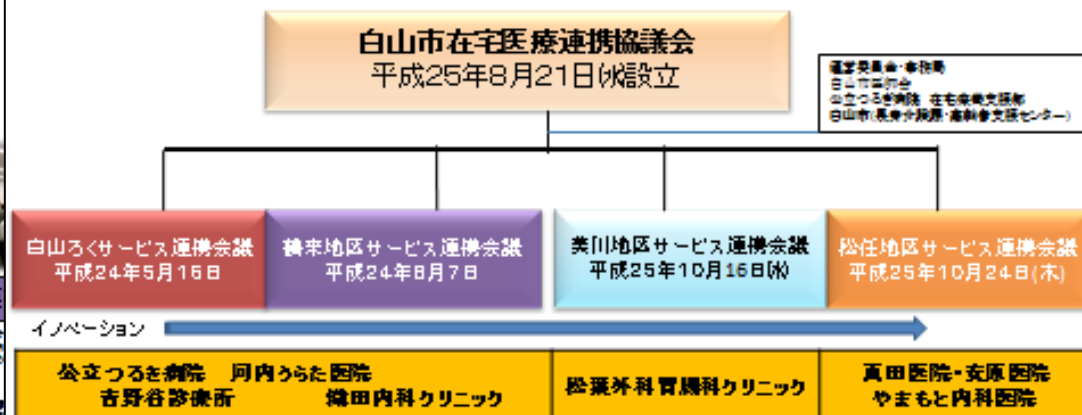 白山市在宅医療連携協議会
平成25年8月21日㈬設立
運営委員会・事務局
白山市医師会
公立つるぎ病院 在宅療養支援部
白山市(長寿介護課・高齢者支援センター)
白山ろくサービス連携会議
平成24年5月16日
鶴来地区サービス連携会議
平成24年8月7日
美川地区サービス連携会議
平成25年10月16日㈬
松任地区サービス連携会議
平成25年10月24日(木)
イノベーション
公立つるぎ病院 河内うらた医院
吉野谷診療所 織田内科クリニック
松葉外科胃腸科クリニック
真田医院・安原医院
やまもと内科医院